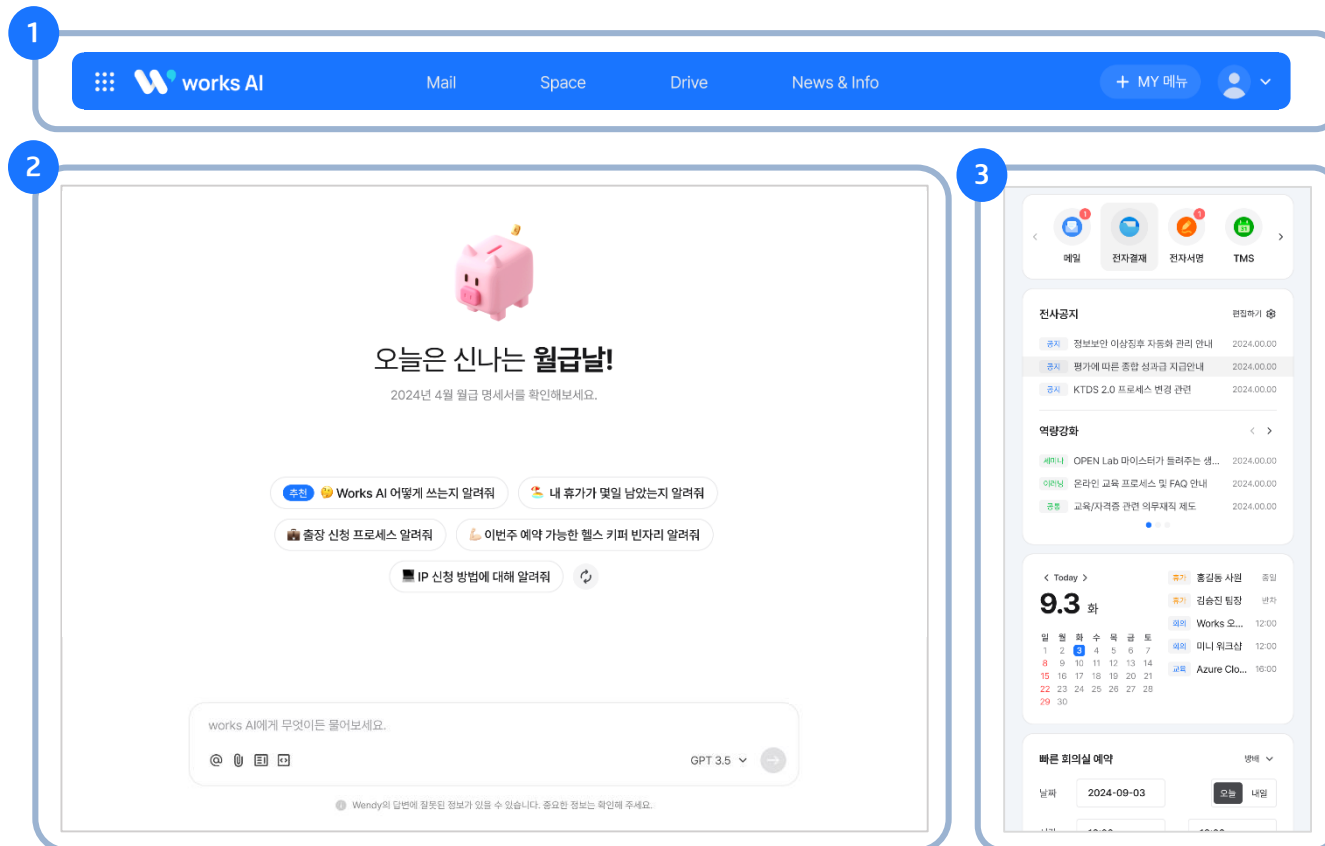 1
works AI Mail Space Drive News & Info + MY 메뉴
2
오늘은 신나는 월급날!
2024년 4월 월급 명세서를 확인해보세요.
추천 Works AI 어떻게 쓰는지 알려줘 내 휴가가 몇일 남았는지 알려줘
출장 신청 프로세스 알려줘 이번주 예약 가능한 헬스 키퍼 빈자리 알려줘
IP 신청 방법에 대해 알려줘
works AI에게 무엇이든 물어보세요.
@ GPT 3.5
Wendy의 답변에 잘못된 정보가 있을 수 있습니다. 중요한 정보는 확인해 주세요.
3
1 1
31
메일 전자결재 전자서명 TMS
전사공지 편집하기
공지 정보보안 이상징후 자동화 관리 안내 2024.00.00
공지 평가에 따른 종합 성과급 지급안내 2024.00.00
공지 KTDS 2.0 프로세스 변경 관련 2024.00.00
역량강화 < >
세미나 OPEN Lab 마이스터가 들려주는 생... 2024.00.00
이러닝 온라인 교육 프로세스 및 FAQ 안내 2024.00.00
공통 교육/자격증 관련 의무재직 제도 2024.00.00
< Today >
9.3 화
일 월 화 수 목 금 토
1 2 3 4 5 6 7
8 9 10 11 12 13 14
15 16 17 18 19 20 21
22 23 24 25 26 27 28
29 30
휴가 홍길동 사원 종일
휴가 김승진 팀장 반차
회의 Works 오... 12:00
회의 미니 워크샵 12:00
교육 Azure Clo... 16:00
빠른 회의실 예약 방배
날짜 2024-09-03 오늘 내일